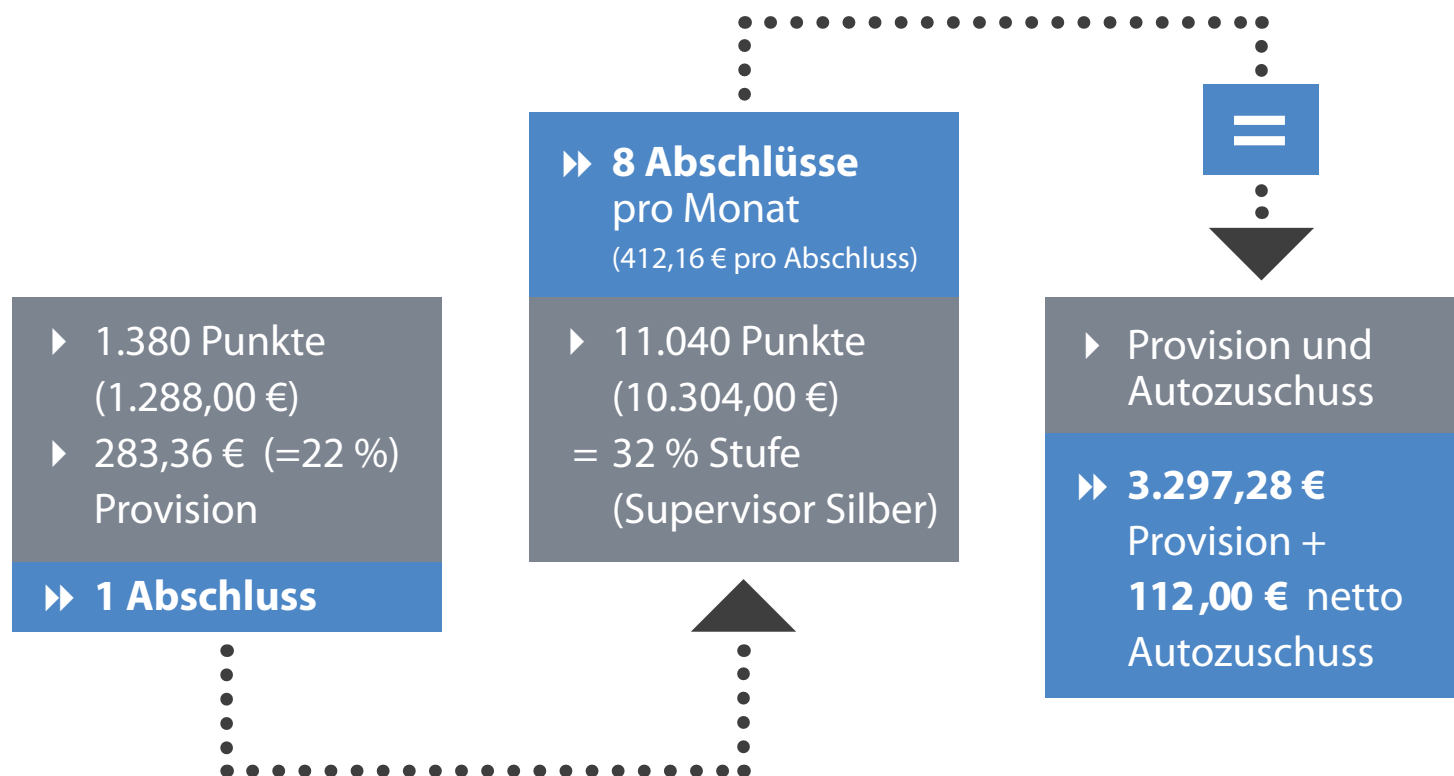 1.380 Punkte
(1.288,00 €)
283,36 € (=22 %)
Provision
1 Abschluss
8 Abschlüsse
pro Monat
(412,16 € pro Abschluss)
11.040 Punkte
(10.304,00 €)
= 32 % Stufe
(Supervisor Silber)
=
Provision und
Autozuschuss
3.297,28 €
Provision +
112,00 € netto
Autozuschuss